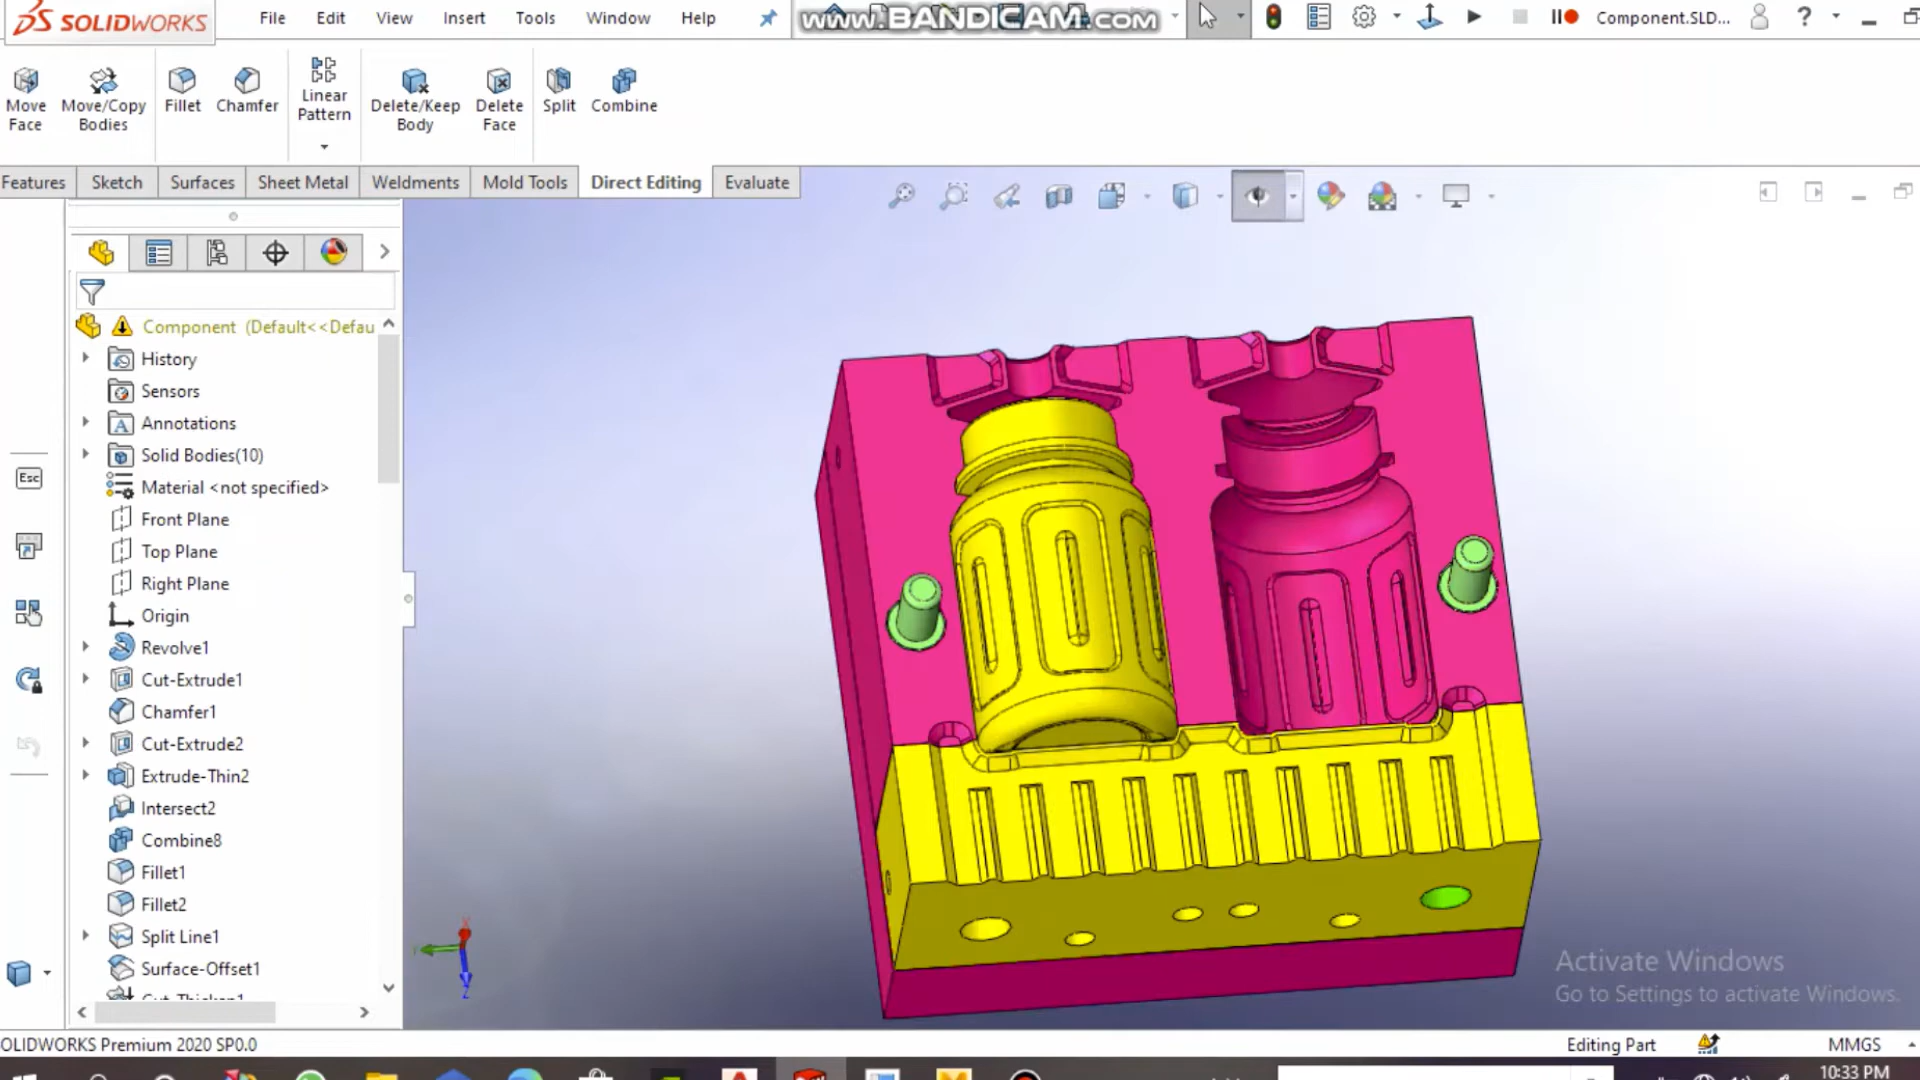 SOLIDWORKS
File Edit View Insert Tools Window Help
www.BANDICAM.com
Component.SLD...
Move Face
Move/Copy Bodies
Fillet
Chamfer
Linear Pattern
Delete/Keep Body
Delete Face
Split
Combine
Features Sketch Surfaces Sheet Metal Weldments Mold Tools Direct Editing Evaluate
Component (Default<<Defau
History
Sensors
Annotations
Solid Bodies(10)
Material <not specified>
Front Plane
Top Plane
Right Plane
Origin
Revolve1
Cut-Extrude1
Chamfer1
Cut-Extrude2
Extrude-Thin2
Intersect2
Combine8
Fillet1
Fillet2
Split Line1
Surface-Offset1
Cut-Thicken1
Esc
Activate Windows
Go to Settings to activate Windows.
OLIDWORKS Premium 2020 SP0.0
Editing Part
MMGS
10:33 PM